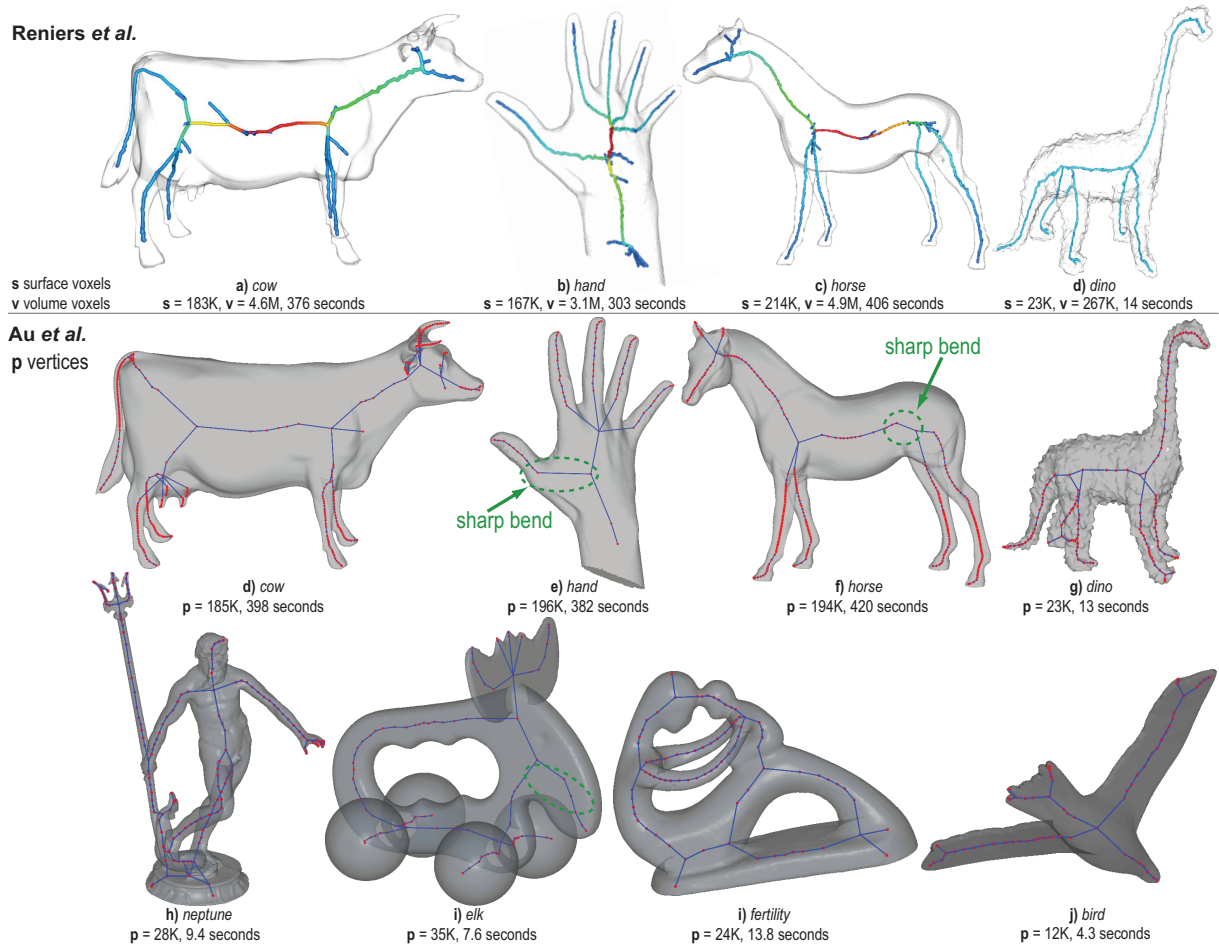 Reniers et al.
s surface voxels
v volume voxels
a) cow
s = 183K, v = 4.6M, 376 seconds
b) hand
s = 167K, v = 3.1M, 303 seconds
c) horse
s = 214K, v = 4.9M, 406 seconds
d) dino
s = 23K, v = 267K, 14 seconds
Au et al.
p vertices
sharp bend
sharp bend
d) cow
p = 185K, 398 seconds
e) hand
p = 196K, 382 seconds
f) horse
p = 194K, 420 seconds
g) dino
p = 23K, 13 seconds
h) neptune
p = 28K, 9.4 seconds
i) elk
p = 35K, 7.6 seconds
i) fertility
p = 24K, 13.8 seconds
j) bird
p = 12K, 4.3 seconds